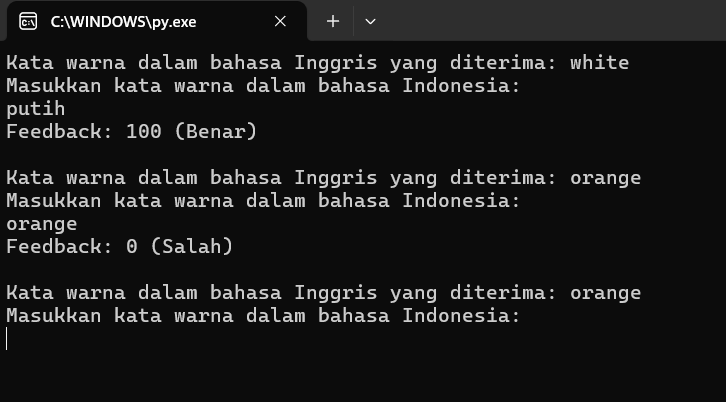 C:\WINDOWS\py.exe
Kata warna dalam bahasa Inggris yang diterima: white
Masukkan kata warna dalam bahasa Indonesia:
putih
Feedback: 100 (Benar)
Kata warna dalam bahasa Inggris yang diterima: orange
Masukkan kata warna dalam bahasa Indonesia:
orange
Feedback: 0 (Salah)
Kata warna dalam bahasa Inggris yang diterima: orange
Masukkan kata warna dalam bahasa Indonesia: